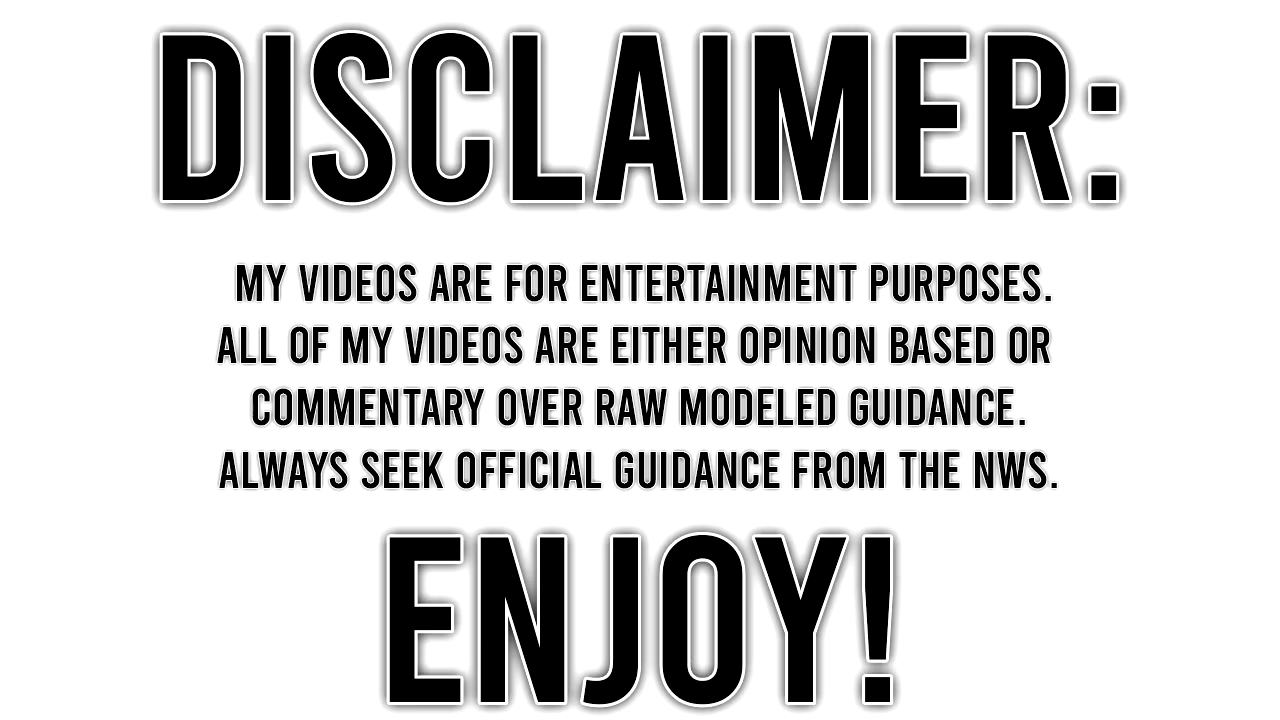 DISCLAIMER:
MY VIDEOS ARE FOR ENTERTAINMENT PURPOSES.
ALL OF MY VIDEOS ARE EITHER OPINION BASED OR
COMMENTARY OVER RAW MODELED GUIDANCE.
ALWAYS SEEK OFFICIAL GUIDANCE FROM THE NWS.
ENJOY!